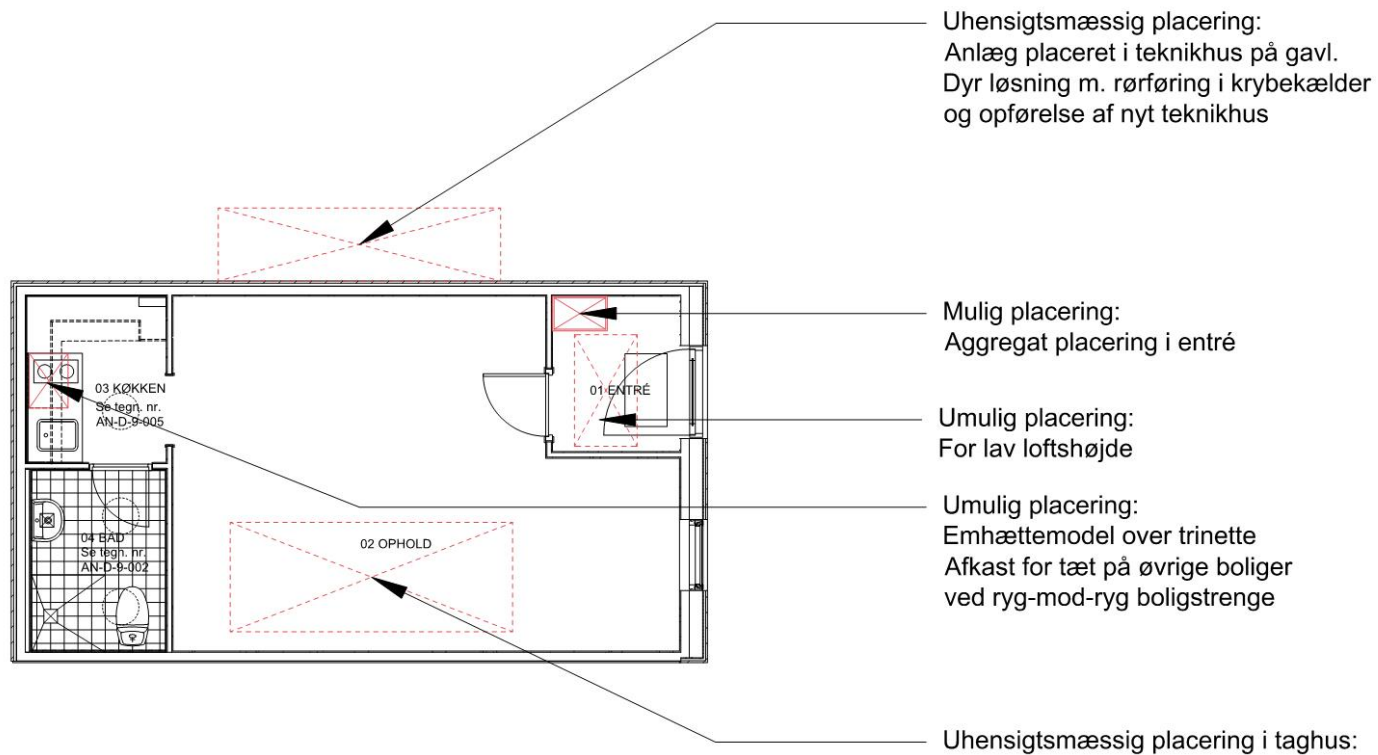 Uhensigtsmæssig placering:
Anlæg placeret i teknikhus på gavl.
Dyr løsning m. rørføring i krybekælder
og opførelse af nyt teknikhus
Mulig placering:
Aggregat placering i entré
03 KØKKEN
Se tegn. nr.
AN-D-9-005
01 ENTRÉ
Umulig placering:
For lav loftshøjde
Umulig placering:
Emhættemodel over trinette
Afkast for tæt på øvrige boliger
ved ryg-mod-ryg boligstrenge
04 BAD
Se tegn. nr.
AN-D-9-002
02 OPHOLD
Uhensigtsmæssig placering i taghus: